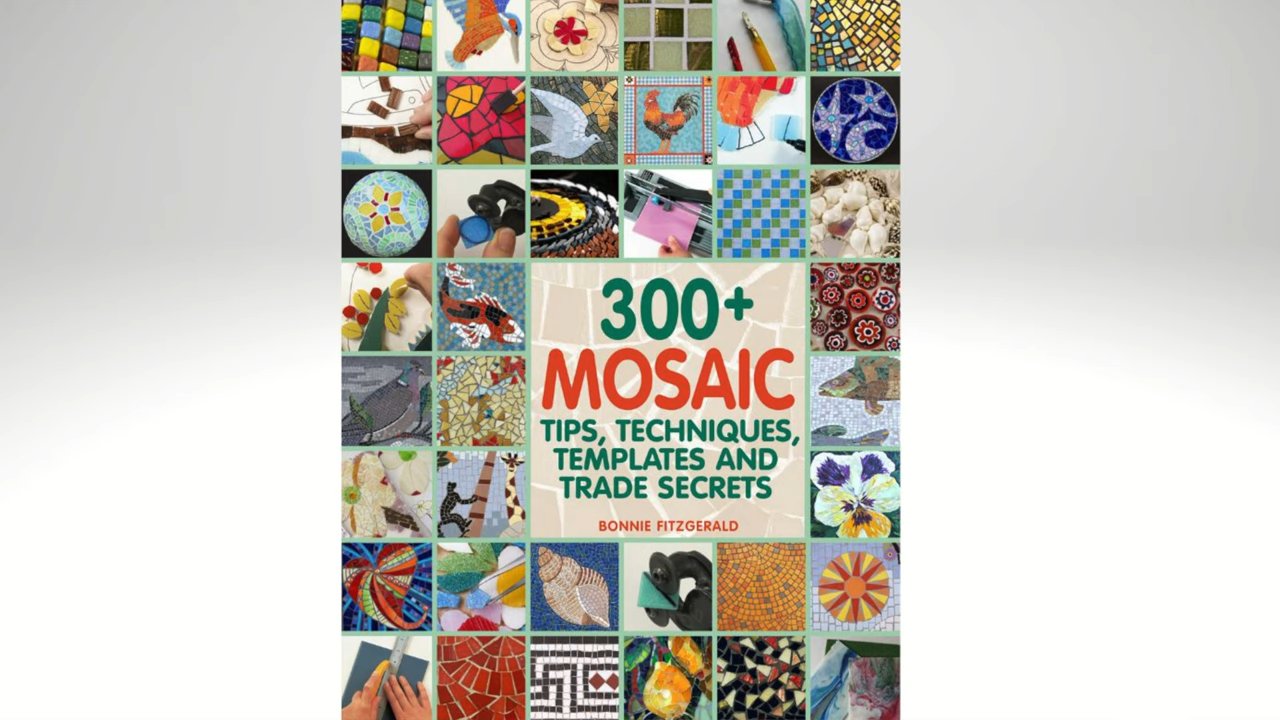 300+
MOSAIC
TIPS, TECHNIQUES,
TEMPLATES AND
TRADE SECRETS
BONNIE FITZGERALD